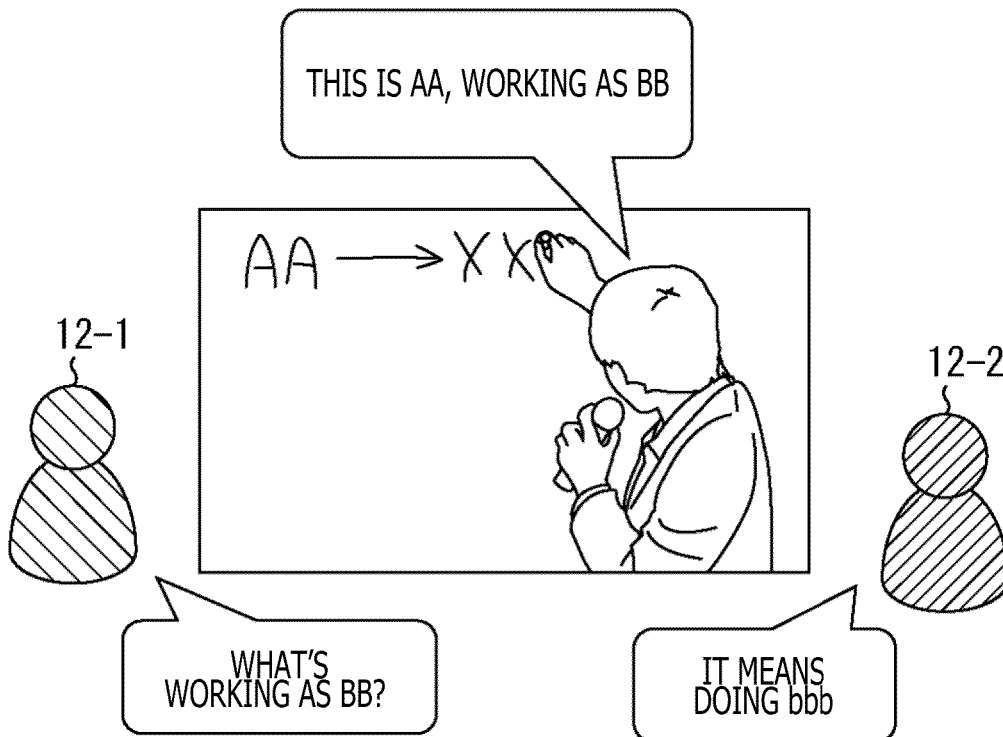 THIS IS AA, WORKING AS BB
AA → XX
12-1
12-2
WHAT'S
WORKING AS BB?
IT MEANS
DOING bbb